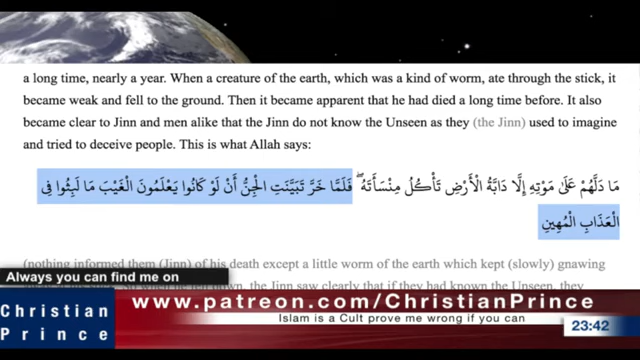 a long time, nearly a year. When a creature of the earth, which was a kind of worm, ate through the stick, it
became weak and fell to the ground. Then it became apparent that he had died a long time before. It also
became clear to Jinn and men alike that the Jinn do not know the Unseen as they (the Jinn) used to imagine
and tried to deceive people. This is what Allah says:
مَا دَلَّهُمْ عَلَىٰ مَوْتِهِ إِلَّا دَابَّةُ الْأَرْضِ تَأْكُلُ مِنْسَأَتَهُ ۖ فَلَمَّا خَرَّ تَبَيَّنَتِ الْجِنُّ أَنْ لَوْ كَانُوا يَعْلَمُونَ الْغَيْبَ مَا لَبِثُوا فِي
الْعَذَابِ الْمُهِينِ
(nothing informed them (Jinn) of his death except a little worm of the earth which kept (slowly) gnawing
down, the Jinn saw clearly that if they had known the Unseen, they
Always you can find me on
Christian
Prince
www.patreon.com/ChristianPrince
Islam is a Cult prove me wrong if you can
23:42